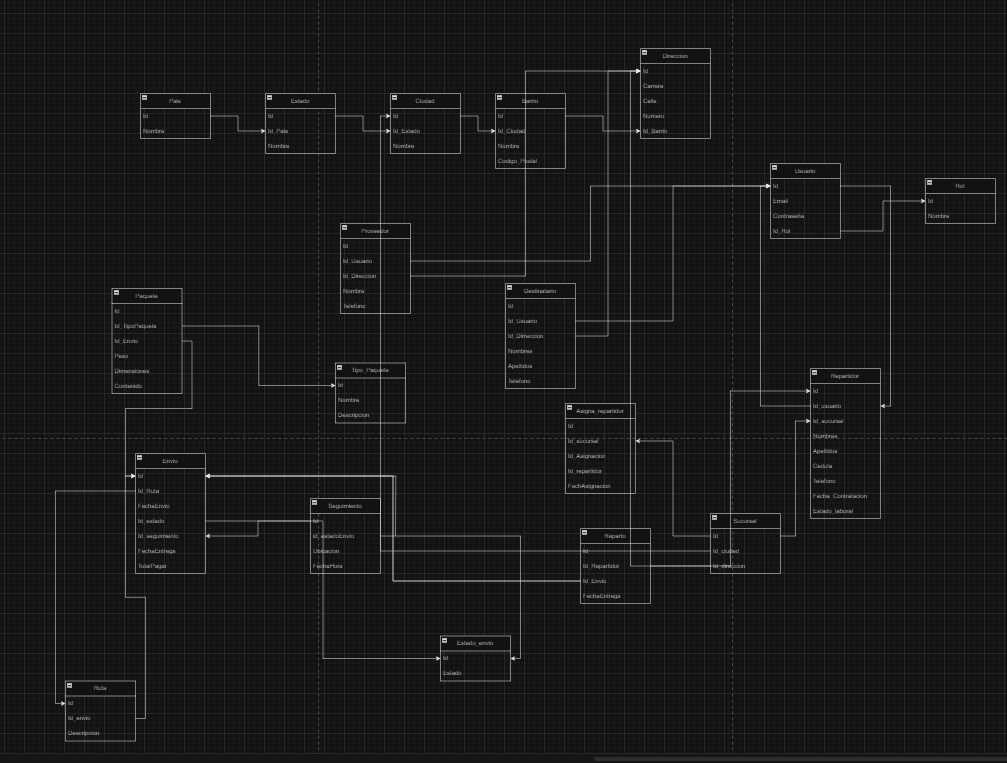 Direccion
Id
Carrera
Calle
Numero
Id_Barrio
Pais
Id
Nombre
Estado
Id
Id_Pais
Nombre
Ciudad
Id
Id_Estado
Nombre
Barrio
Id
Id_Ciudad
Nombre
Codigo_Postal
Usuario
Id
Email
Contraseña
Id_Rol
Rol
Id
Nombre
Proveedor
Id
Id_Usuario
Id_Direccion
Nombre
Telefono
Destinatario
Id
Id_Usuario
Id_Direccion
Nombres
Apellidos
Telefono
Paquete
Id
Id_TipoPaquete
Id_Envio
Peso
Dimensiones
Contenido
Tipo_Paquete
Id
Nombre
Descripcion
Repartidor
Id
Id_usuario
Id_sucursal
Nombres
Apellidos
Cedula
Telefono
Fecha_Contratacion
Estado_laboral
Asigna_repartidor
Id
Id_sucursal
Id_Asignacion
Id_repartidor
FechAsignacion
Envio
Id
Id_Ruta
FechaEnvio
Id_estado
Id_seguimiento
FechaEntrega
TotalPagar
Seguimiento
Id
Id_estadoEnvio
Ubicacion
FechaHora
Sucursal
Id
Id_ciudad
Id_direccion
Reparto
Id
Id_Repartidor
Id_Envio
FechaEntrega
Estado_envio
Id
Estado
Ruta
Id
Id_envio
Descripcion